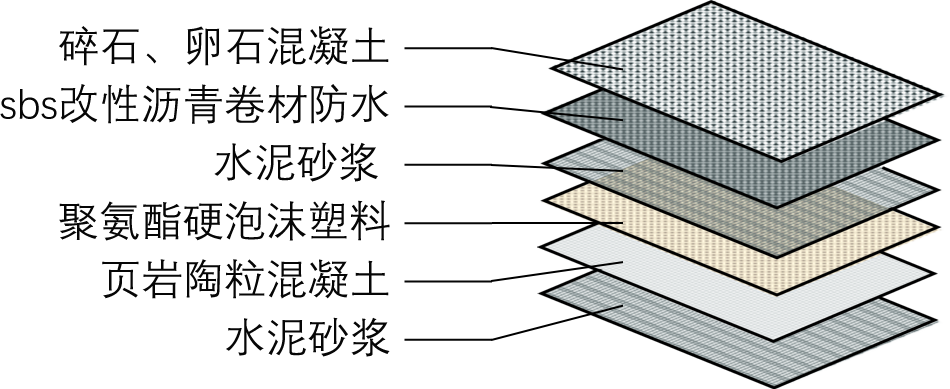 碎石、卵石混凝土
sbs改性沥青卷材防水
水泥砂浆
聚氨酯硬泡沫塑料
页岩陶粒混凝土
水泥砂浆